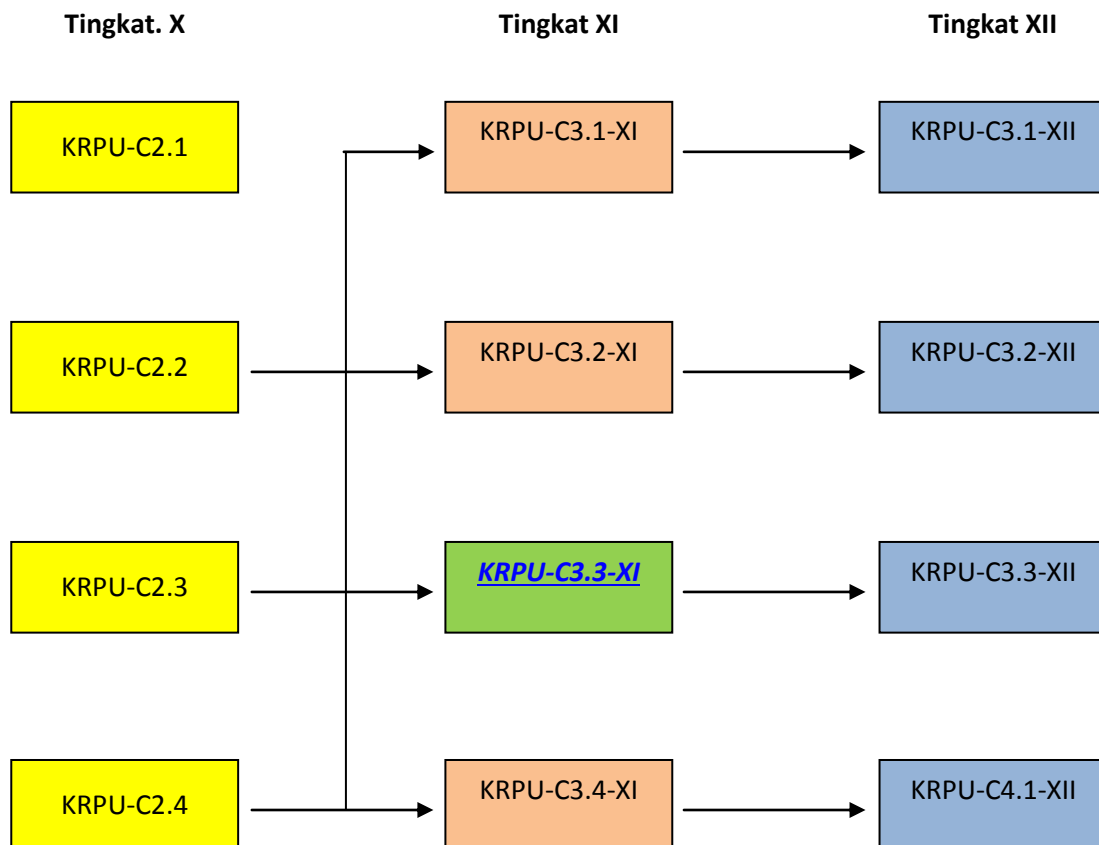 Tingkat. X
Tingkat XI
Tingkat XII
KRPU-C2.1
KRPU-C3.1-XI
KRPU-C3.1-XII
KRPU-C2.2
KRPU-C3.2-XI
KRPU-C3.2-XII
KRPU-C2.3
KRPU-C3.3-XI
KRPU-C3.3-XII
KRPU-C2.4
KRPU-C3.4-XI
KRPU-C4.1-XII